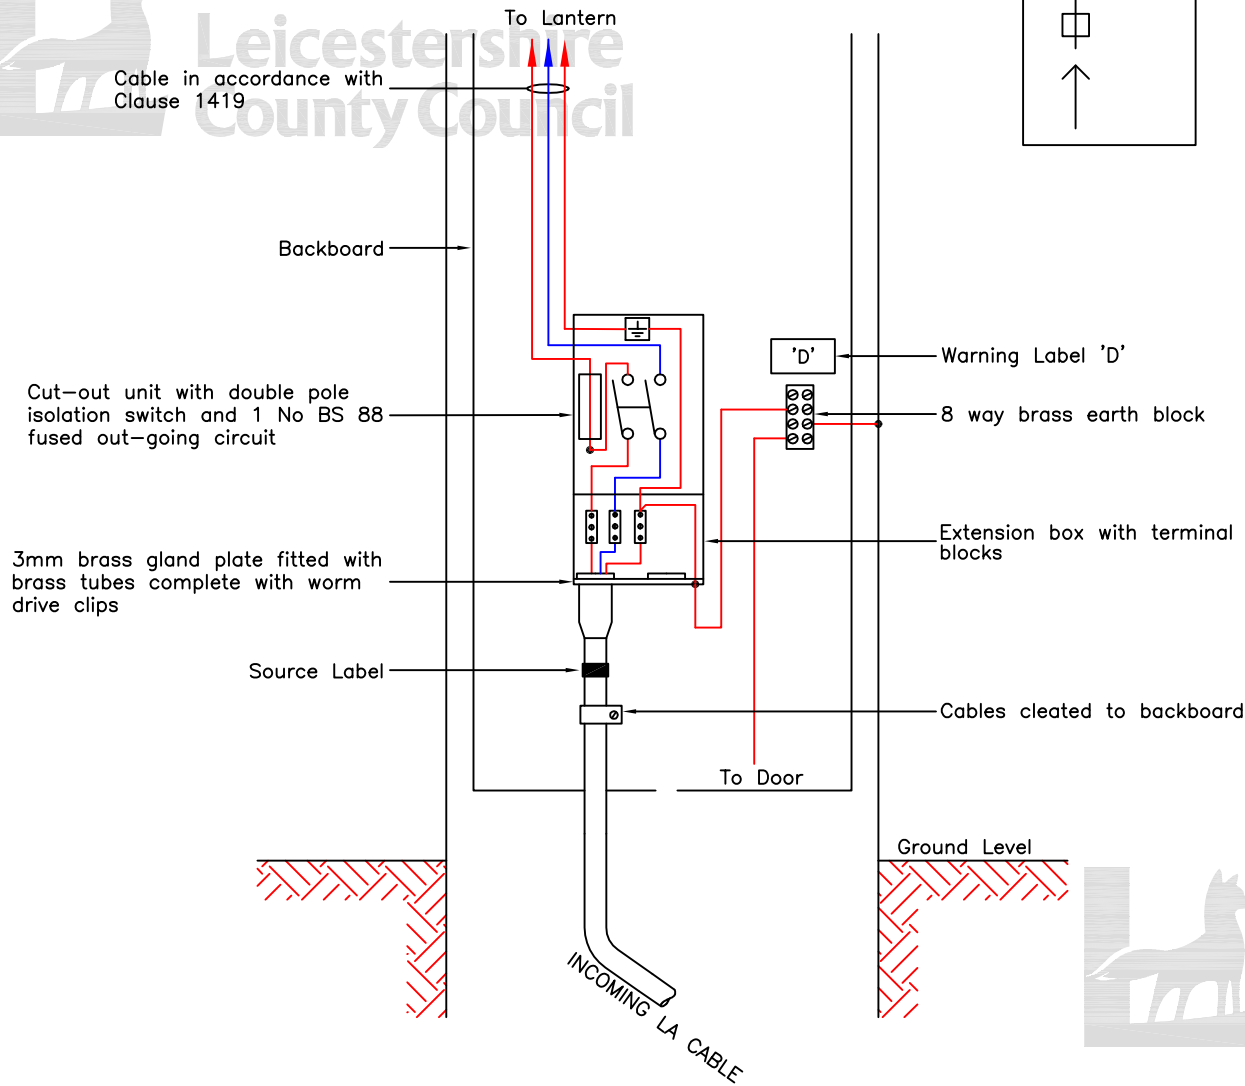 Leicestershire
County Council
To Lantern
Cable in accordance with
Clause 1419
Backboard
'D'
Warning Label 'D'
Cut-out unit with double pole
isolation switch and 1 No BS 88
fused out-going circuit
8 way brass earth block
Extension box with terminal
blocks
3mm brass gland plate fitted with
brass tubes complete with worm
drive clips
Source Label
Cables cleated to backboard
To Door
Ground Level
INCOMING LA CABLE